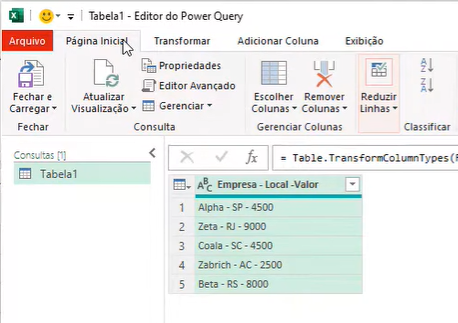 Tabela1 - Editor do Power Query
Arquivo Página Inicial Transformar Adicionar Coluna Exibição
Fechar e Carregar
Atualizar Visualização
Propriedades
Editor Avançado
Gerenciar
Escolher Colunas
Remover Colunas
Reduzir Linhas
Fechar Consulta Gerenciar Colunas Classificar
Consultas [1]
Tabela1
fx = Table.TransformColumnTypes(
ABC Empresa - Local -Valor
1 Alpha - SP - 4500
2 Zeta - RJ - 9000
3 Coala - SC - 4500
4 Zabrich - AC - 2500
5 Beta - RS - 8000